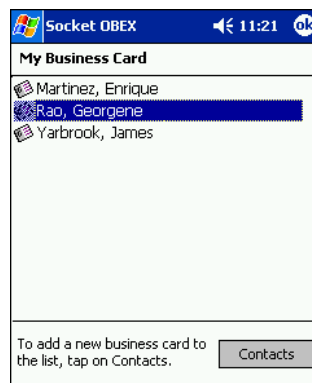 Socket OBEX 11:21 ok
My Business Card
Martinez, Enrique
Rao, Georgene
Yarbrook, James
To add a new business card to
the list, tap on Contacts.
Contacts